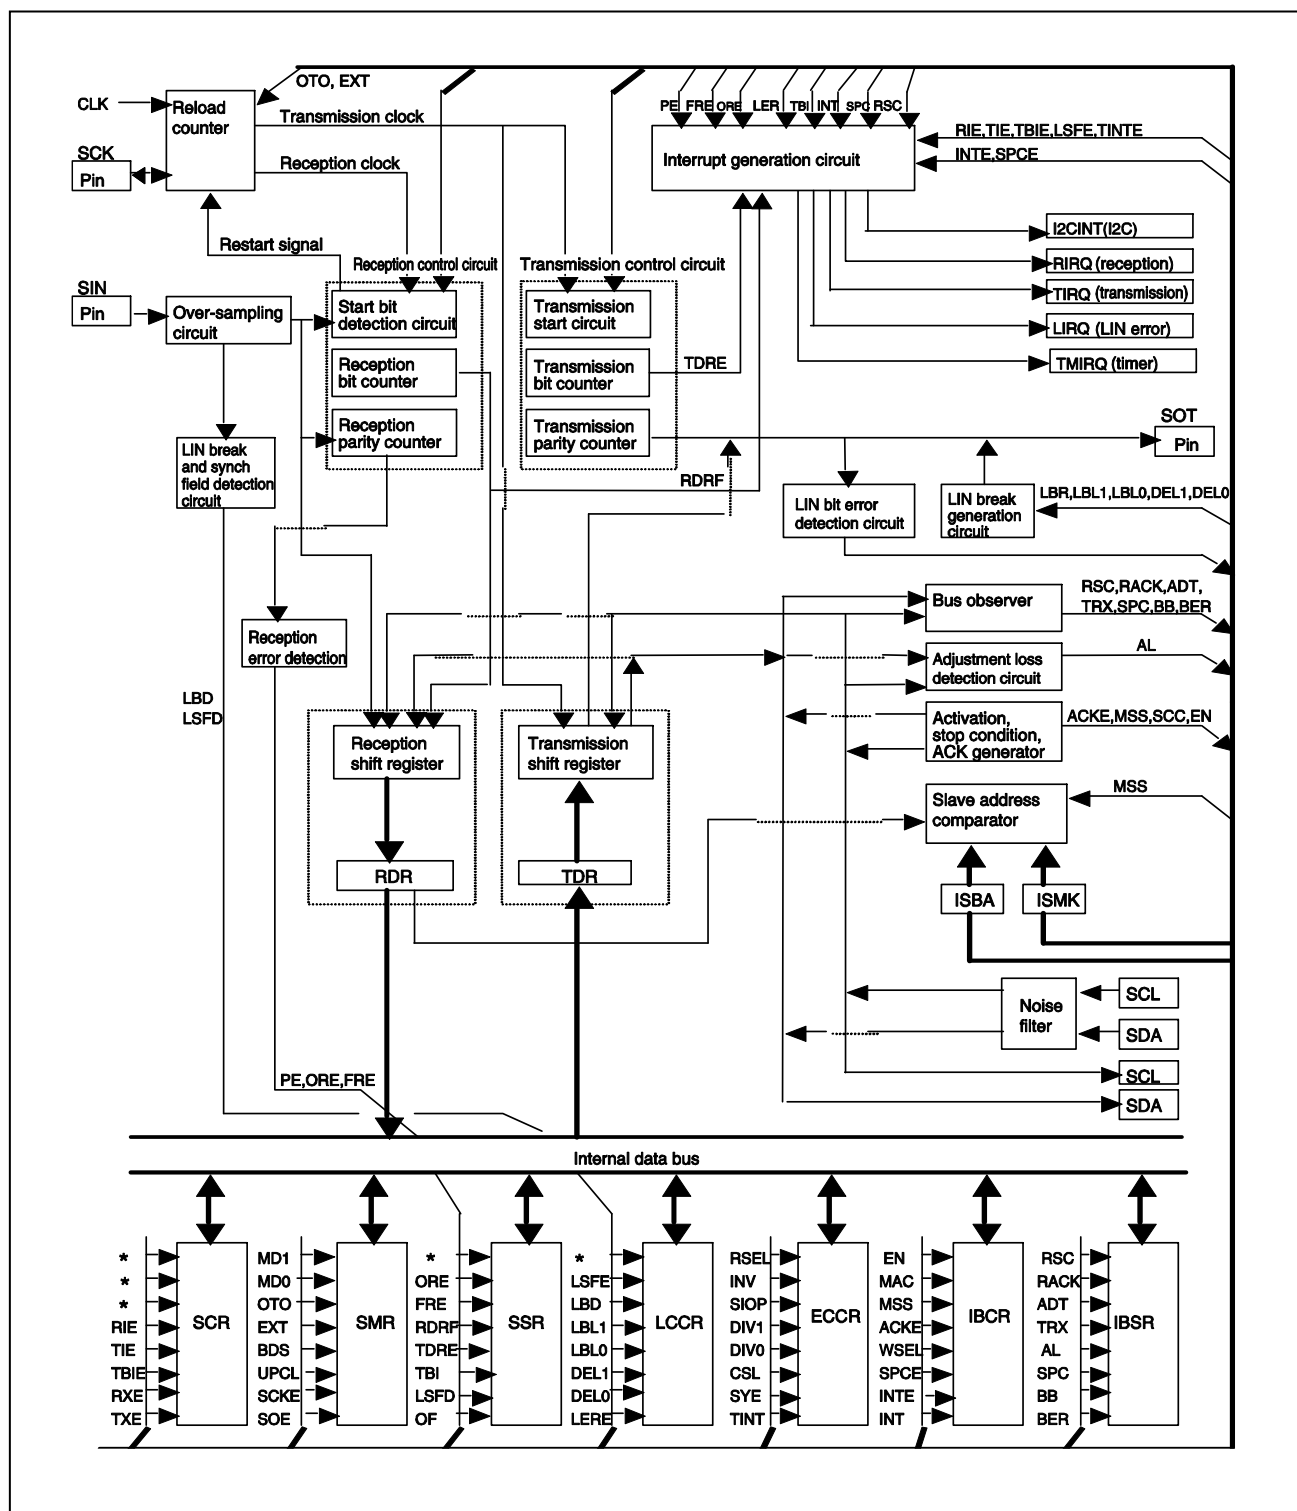 OTO, EXT
CLK
Reload
counter
Transmission clock
SCK
Pin
Reception clock
Restart signal
PE FRE ORE LER TBI INT SPC RSC
Interrupt generation circuit
RIE,TIE,TBIE,LSFE,TINTE
INTE,SPCE
I2CINT(I2C)
RIRQ (reception)
TIRQ (transmission)
LIRQ (LIN error)
TMIRQ (timer)
Reception control circuit
Transmission control circuit
SIN
Pin
Over-sampling
circuit
Start bit
detection circuit
Reception
bit counter
Reception
parity counter
Transmission
start circuit
Transmission
bit counter
Transmission
parity counter
TDRE
RDRF
SOT
Pin
LIN break
and synch
field detection
circuit
LIN bit error
detection circuit
LIN break
generation
circuit
LBR,LBL1,LBL0,DEL1,DEL0
Reception
error detection
LBD
LSFD
Bus observer
RSC,RACK,ADT,
TRX,SPC,BB,BER
Adjustment loss
detection circuit
AL
Activation,
stop condition,
ACK generator
ACKE,MSS,SCC,EN
Slave address
comparator
MSS
ISBA
ISMK
Reception
shift register
Transmission
shift register
RDR
TDR
Noise
filter
SCL
SDA
SCL
SDA
PE,ORE,FRE
Internal data bus
*
*
*
RIE
TIE
TBIE
RXE
TXE
SCR
MD1
MD0
OTO
EXT
BDS
UPCL
SCKE
SOE
SMR
*
ORE
FRE
RDRF
TDRE
TBI
LSFD
OF
SSR
*
LSFE
LBD
LBL1
LBL0
DEL1
DEL0
LERE
LCCR
RSEL
INV
SIOP
DIV1
DIV0
CSL
SYE
TINT
ECCR
EN
MAC
MSS
ACKE
WSEL
SPCE
INTE
INT
IBCR
RSC
RACK
ADT
TRX
AL
SPC
BB
BER
IBSR